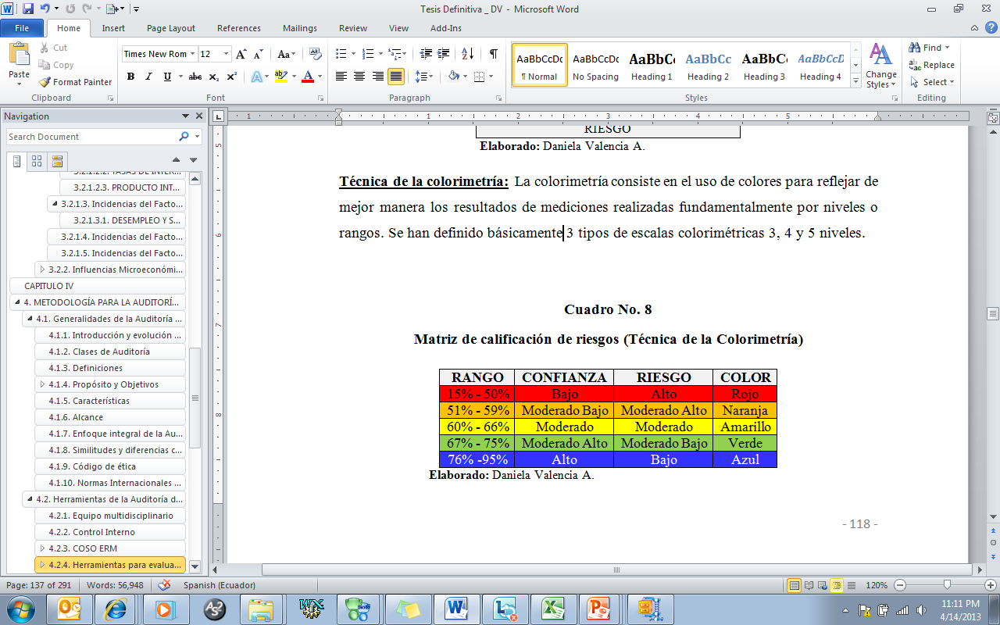 Tesis Definitiva _ DV - Microsoft Word
File Home Insert Page Layout References Mailings Review View Add-Ins
Paste
Cut
Copy
Format Painter
Clipboard
Times New Rom 12
Font
Paragraph
AaBbCcDc AaBbCcDc AaBbC AaBbCc AaBbC AaBbCcD
¶ Normal No Spacing Heading 1 Heading 2 Heading 3 Heading 4
Change Styles
Styles
Find
Replace
Select
Editing
Navigation
Search Document
3.2.1.2.3. PRODUCTO INT...
3.2.1.3. Incidencias del Facto...
3.2.1.3.1. DESEMPLEO Y S...
3.2.1.4. Incidencias del Facto...
3.2.1.5. Incidencias del Facto...
3.2.2. Influencias Microeconómi...
CAPITULO IV
4. METODOLOGÍA PARA LA AUDITORÍ...
4.1. Generalidades de la Auditoría ...
4.1.1. Introducción y evolución ...
4.1.2. Clases de Auditoría
4.1.3. Definiciones
4.1.4. Propósito y Objetivos
4.1.5. Características
4.1.6. Alcance
4.1.7. Enfoque integral de la Au...
4.1.8. Similitudes y diferencias c...
4.1.9. Código de ética
4.1.10. Normas Internacionales ...
4.2. Herramientas de la Auditoría d...
4.2.1. Equipo multidisciplinario
4.2.2. Control Interno
4.2.3. COSO ERM
4.2.4. Herramientas para evalua...
RIESGO
Elaborado: Daniela Valencia A.
Técnica de la colorimetría: La colorimetría consiste en el uso de colores para reflejar de
mejor manera los resultados de mediciones realizadas fundamentalmente por niveles o
rangos. Se han definido básicamente 3 tipos de escalas colorimétricas 3, 4 y 5 niveles.
Cuadro No. 8
Matriz de calificación de riesgos (Técnica de la Colorimetría)
RANGO CONFIANZA RIESGO COLOR
15% - 50% Bajo Alto Rojo
51% - 59% Moderado Bajo Moderado Alto Naranja
60% - 66% Moderado Moderado Amarillo
67% - 75% Moderado Alto Moderado Bajo Verde
76% -95% Alto Bajo Azul
Elaborado: Daniela Valencia A.
- 118 -
Page: 137 of 291 Words: 56,948 Spanish (Ecuador) 120%
11:11 PM
4/14/2013